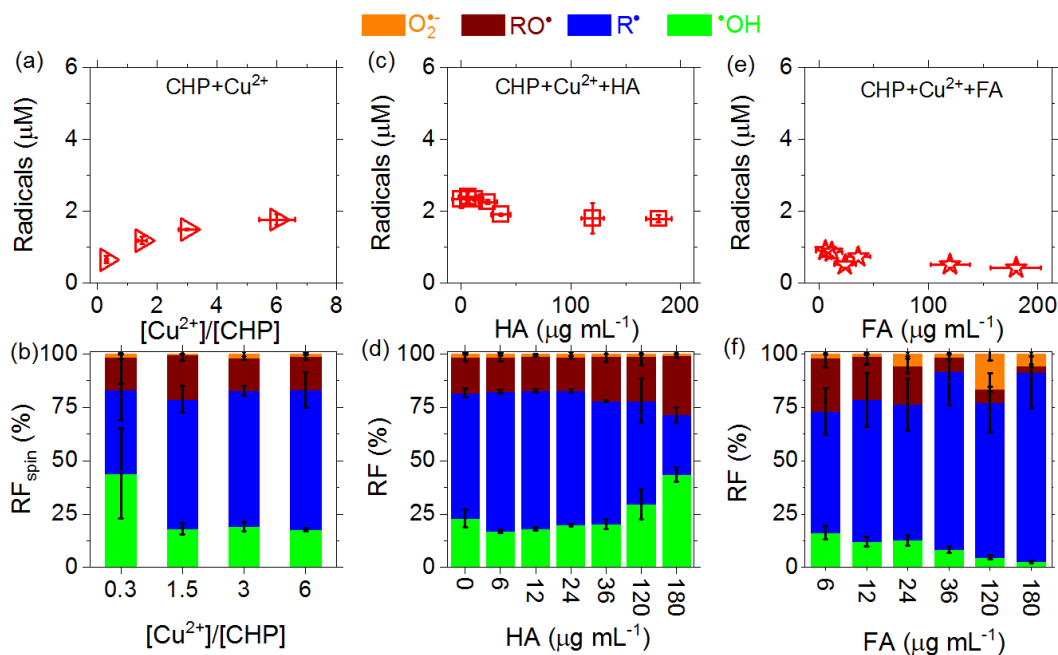 O₂•⁻ RO• R• •OH
(a) (c) (e)
CHP+Cu²⁺
CHP+Cu²⁺+HA
CHP+Cu²⁺+FA
Radicals (μM)
6
4
2
0
0 2 4 6 8
[Cu²⁺]/[CHP]
Radicals (μM)
6
4
2
0
0 100 200
HA (μg mL⁻¹)
Radicals (μM)
6
4
2
0
0 100 200
FA (μg mL⁻¹)
(b) (d) (f)
RFspin (%)
100
75
50
25
0
0.3 1.5 3 6
[Cu²⁺]/[CHP]
RF (%)
100
75
50
25
0
0 6 12 24 36 120 180
HA (μg mL⁻¹)
RF (%)
100
75
50
25
0
6 12 24 36 120 180
FA (μg mL⁻¹)